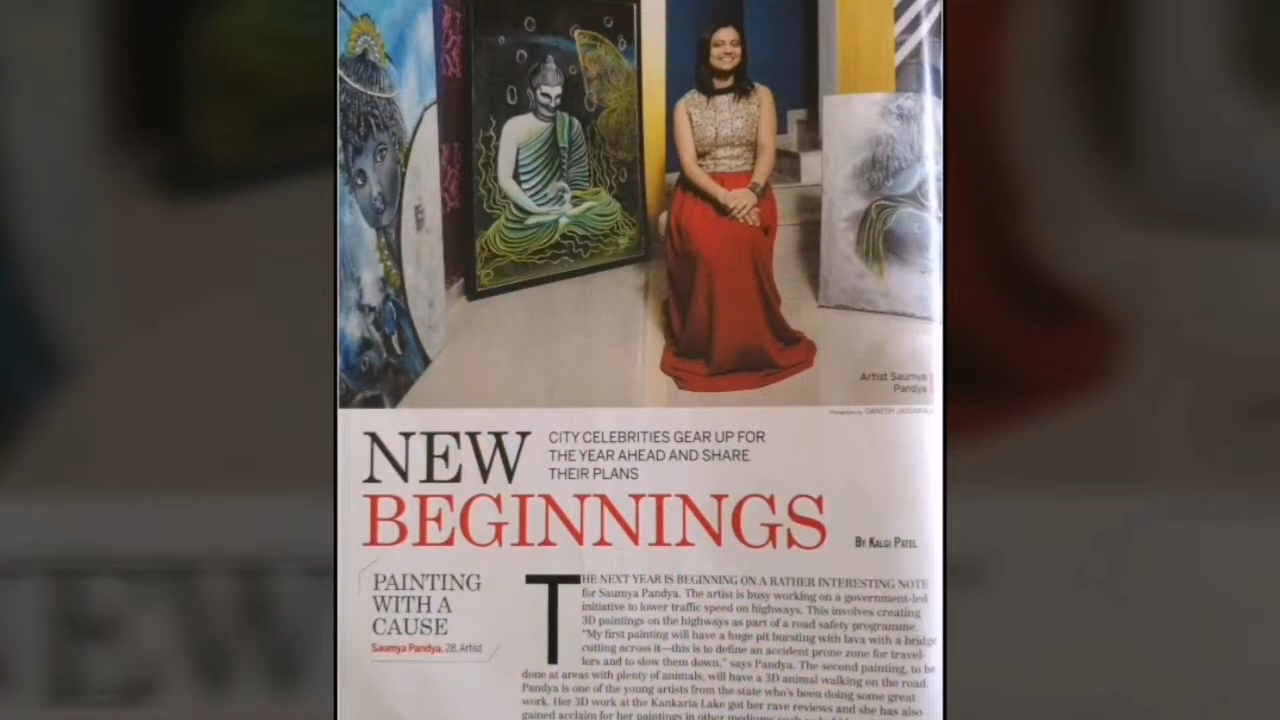 Artist Saumya
Pandya
NEW
BEGINNINGS
CITY CELEBRITIES GEAR UP FOR
THE YEAR AHEAD AND SHARE
THEIR PLANS
BY KALGI PATEL
PAINTING
WITH A
CAUSE
Saumya Pandya, 28, Artist
THE NEXT YEAR IS BEGINNING ON A RATHER INTERESTING NOTE
for Saumya Pandya. The artist is busy working on a government-led
initiative to lower traffic speed on highways. This involves creating
3D paintings on the highways as part of a road safety programme.
"My first painting will have a huge pit bursting with lava with a bridge
cutting across it—this is to define an accident prone zone for travel-
lers and to slow them down," says Pandya. The second painting, to be
done at areas with plenty of animals, will have a 3D animal walking on the road.
Pandya is one of the young artists from the state who's been doing some great
work. Her 3D work at the Kankaria Lake got her rave reviews and she has also
gained acclaim for her paintings in other mediums